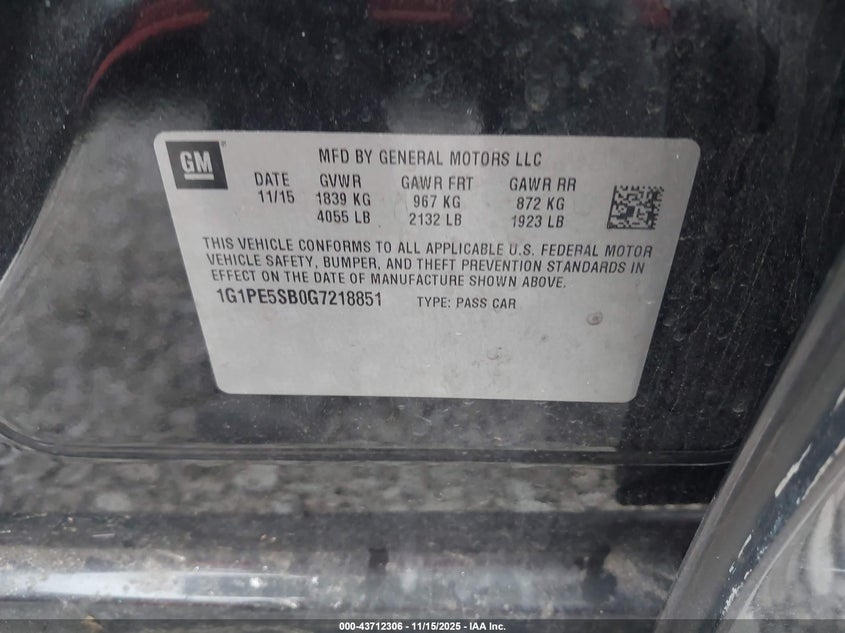 GM
MFD BY GENERAL MOTORS LLC
DATE GVWR GAWR FRT GAWR RR
11/15 1839 KG 967 KG 872 KG
4055 LB 2132 LB 1923 LB
THIS VEHICLE CONFORMS TO ALL APPLICABLE U.S. FEDERAL MOTOR
VEHICLE SAFETY, BUMPER, AND THEFT PREVENTION STANDARDS IN
EFFECT ON THE DATE OF MANUFACTURE SHOWN ABOVE.
1G1PE5SB0G7218851 TYPE: PASS CAR
000-43712306 - 11/15/2025 - IAA Inc.